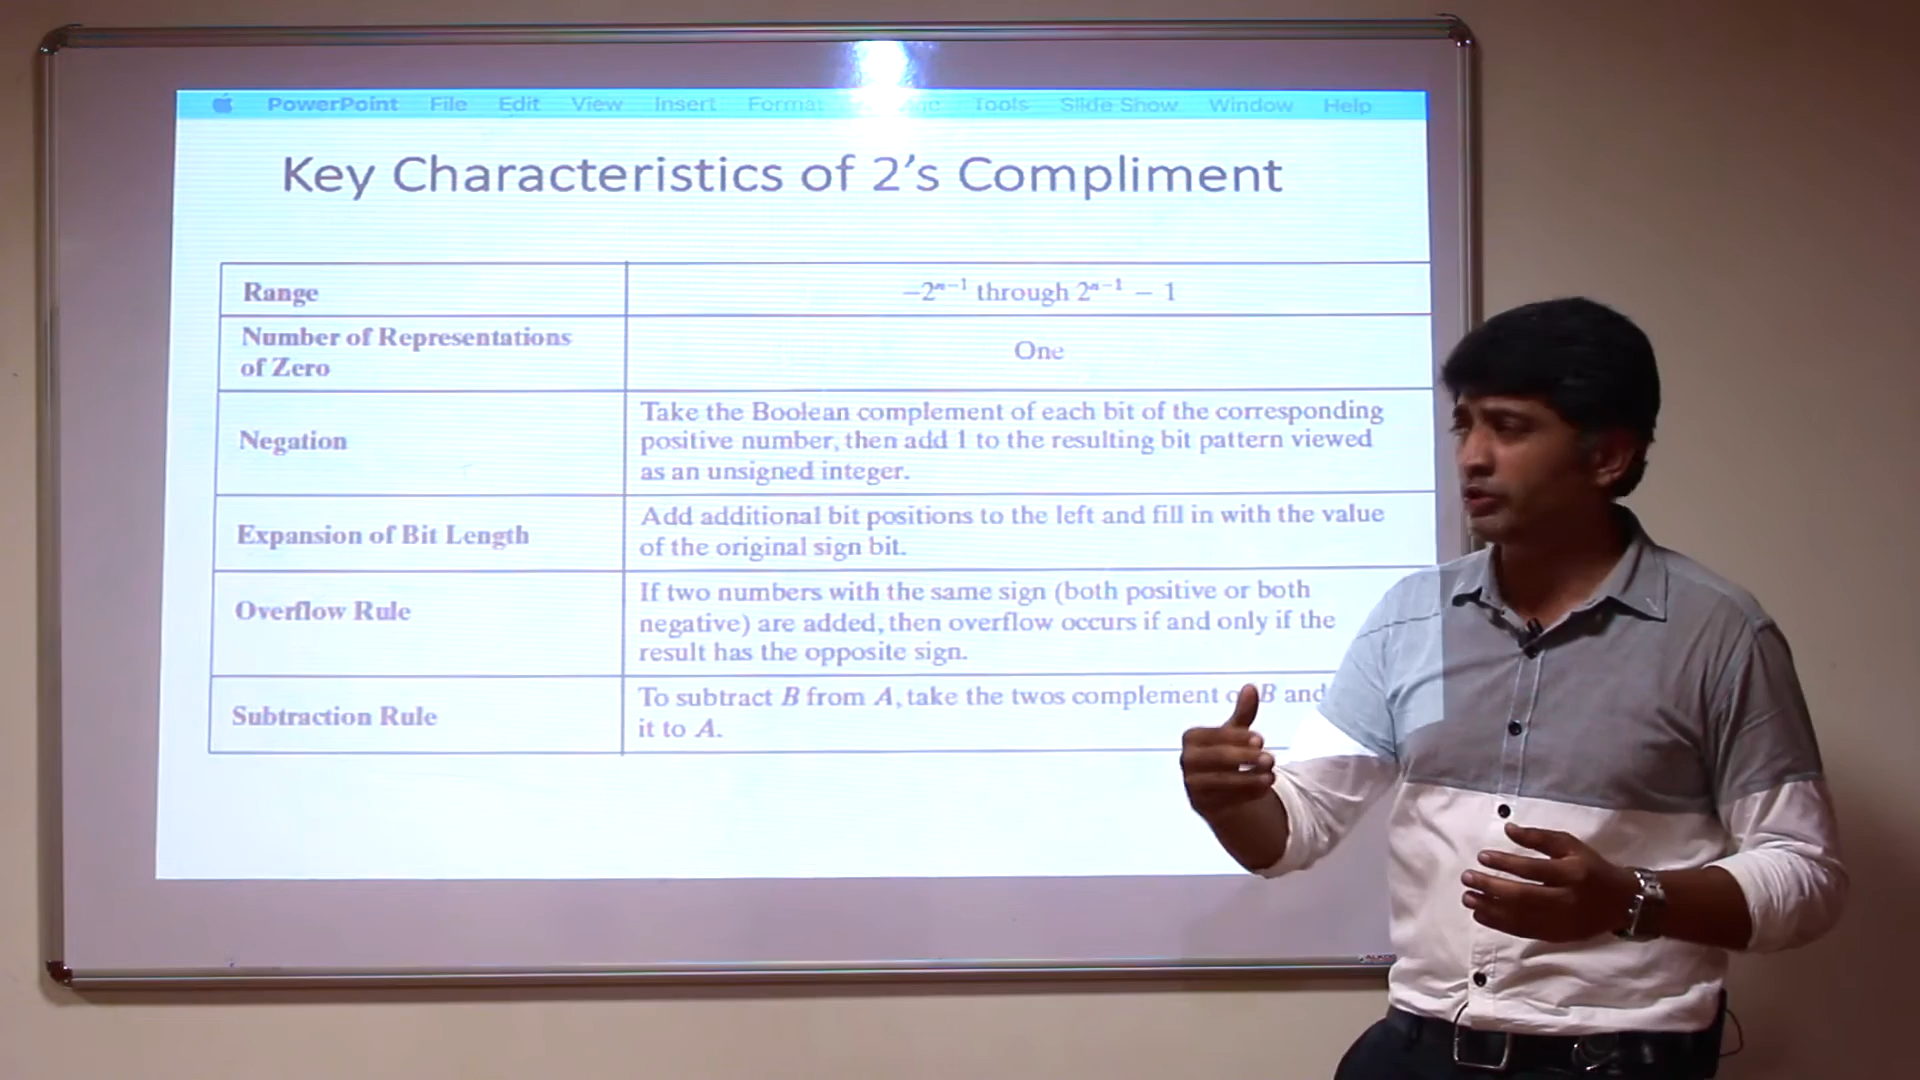 PowerPoint File Edit View Insert Format Tools Slide Show Window Help
Key Characteristics of 2's Compliment
Range
−2ⁿ⁻¹ through 2ⁿ⁻¹ − 1
Number of Representations
of Zero
One
Negation
Take the Boolean complement of each bit of the corresponding
positive number, then add 1 to the resulting bit pattern viewed
as an unsigned integer.
Expansion of Bit Length
Add additional bit positions to the left and fill in with the value
of the original sign bit.
Overflow Rule
If two numbers with the same sign (both positive or both
negative) are added, then overflow occurs if and only if the
result has the opposite sign.
Subtraction Rule
To subtract B from A, take the twos complement B and
it to A.